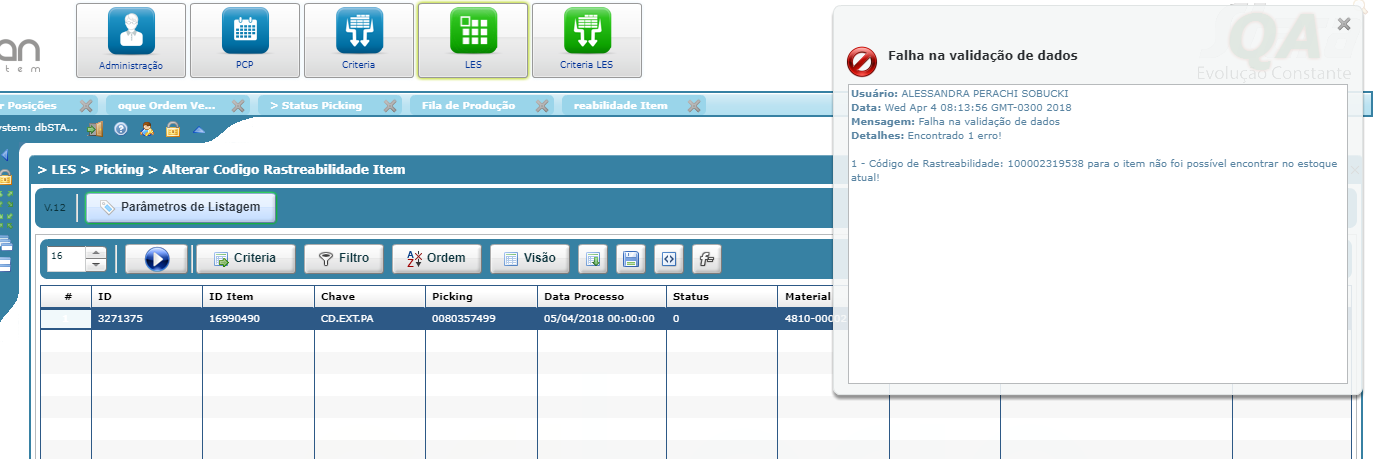 an
tem
Administração
PCP
Criteria
LES
Criteria LES
r Posições
oque Ordem Ve...
> Status Picking
Fila de Produção
reabilidade Item
ystem: dbSTA...
> LES > Picking > Alterar Codigo Rastreabilidade Item
V.12
Parâmetros de Listagem
16
Criteria
Filtro
Ordem
Visão
# ID ID Item Chave Picking Data Processo Status Material
3271375 16990490 CD.EXT.PA 0080357499 05/04/2018 00:00:00 0 4810-0000
QA
Evolução Constante
Falha na validação de dados
Usuário: ALESSANDRA PERACHI SOBUCKI
Data: Wed Apr 4 08:13:56 GMT-0300 2018
Mensagem: Falha na validação de dados
Detalhes: Encontrado 1 erro!
1 - Código de Rastreabilidade: 100002319538 para o item não foi possível encontrar no estoque
atual!